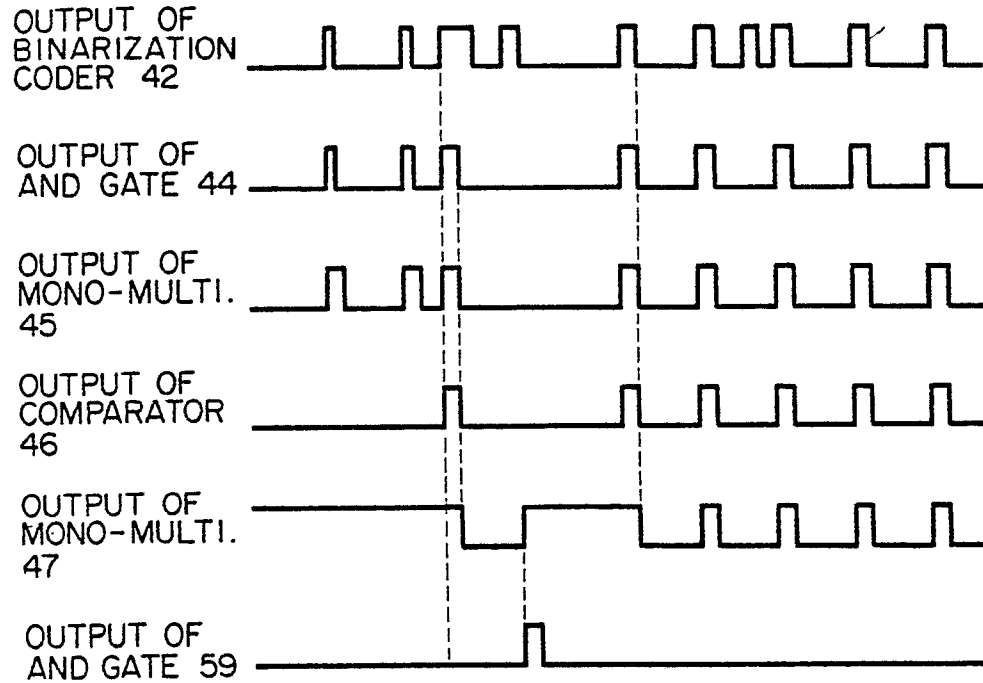 OUTPUT OF
BINARIZATION
CODER 42
OUTPUT OF
AND GATE 44
OUTPUT OF
MONO-MULTI.
45
OUTPUT OF
COMPARATOR
46
OUTPUT OF
MONO-MULTI.
47
OUTPUT OF
AND GATE 59